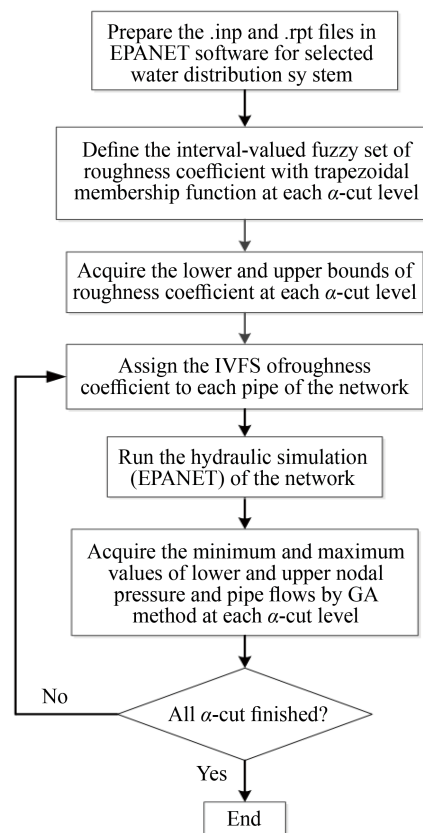 Prepare the .inp and .rpt files in
EPANET software for selected
water distribution sy stem
Define the interval-valued fuzzy set of
roughness coefficient with trapezoidal
membership function at each α-cut level
Acquire the lower and upper bounds of
roughness coefficient at each α-cut level
Assign the IVFS ofroughness
coefficient to each pipe of the network
Run the hydraulic simulation
(EPANET) of the network
Acquire the minimum and maximum
values of lower and upper nodal
pressure and pipe flows by GA
method at each α-cut level
No
All α-cut finished?
Yes
End